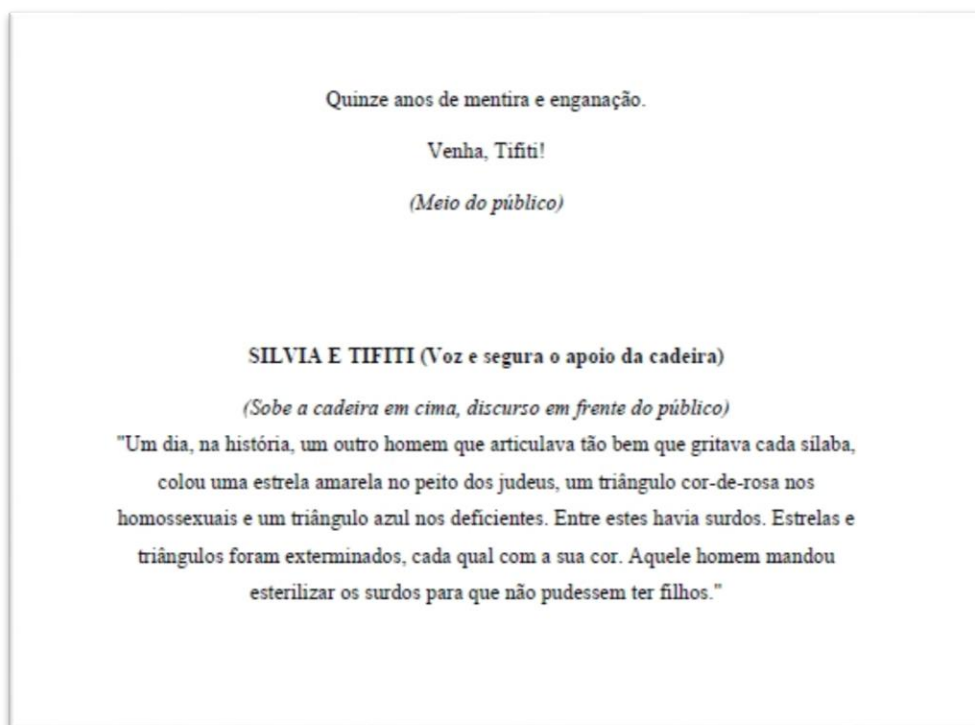 Quinze anos de mentira e enganação.
Venha, Tifiti!
(Meio do público)
SILVIA E TIFITI (Voz e segura o apoio da cadeira)
(Sobe a cadeira em cima, discurso em frente do público)
"Um dia, na história, um outro homem que articulava tão bem que gritava cada sílaba,
colou uma estrela amarela no peito dos judeus, um triângulo cor-de-rosa nos
homossexuais e um triângulo azul nos deficientes. Entre estes havia surdos. Estrelas e
triângulos foram exterminados, cada qual com a sua cor. Aquele homem mandou
esterilizar os surdos para que não pudessem ter filhos."